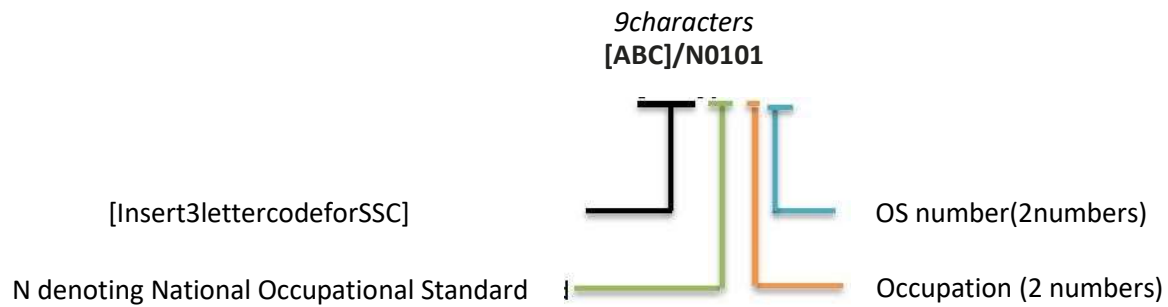 9characters
[ABC]/N0101
[Insert3lettercodeforSSC]
OS number(2numbers)
N denoting National Occupational Standard
Occupation (2 numbers)